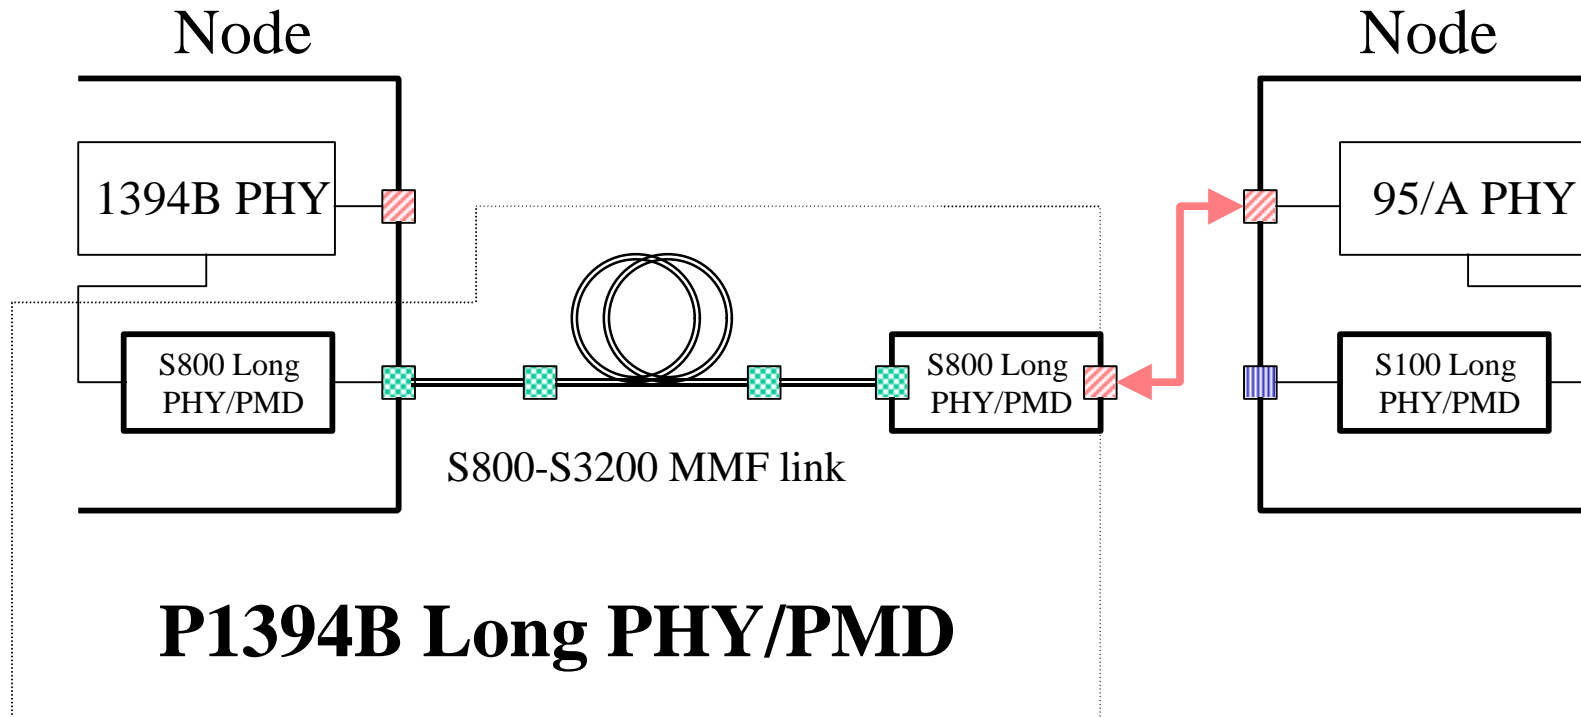 Node
Node
1394B PHY
95/A PHY
S800 Long
PHY/PMD
S800 Long
PHY/PMD
S100 Long
PHY/PMD
S800-S3200 MMF link
P1394B Long PHY/PMD